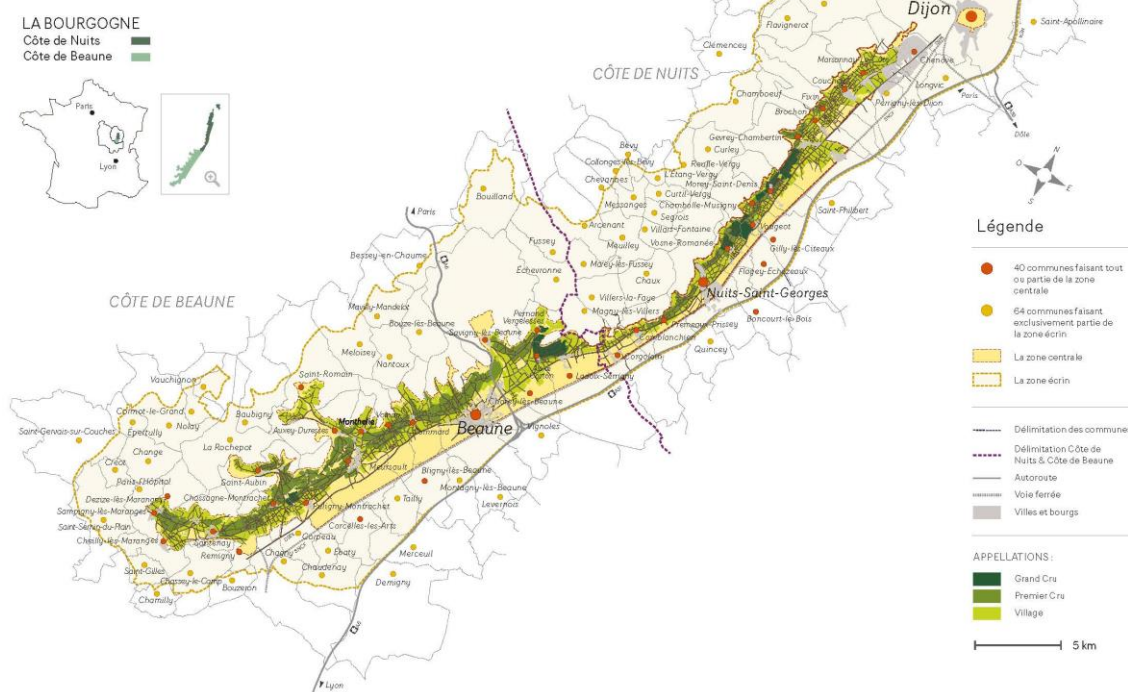 LA BOURGOGNE
Côte de Nuits
Côte de Beaune
Paris
Lyon
Dijon
Flavignerot
Saint-Apollinaire
Clémencey
CÔTE DE NUITS
Marsannay-la-Côte
Chenôve
Couchey
Longvic
Fixin
Perrigny-lès-Dijon
Paris
Dôle
Chamboeuf
Brochon
Gevrey-Chambertin
Curley
Bévy
Collonges-lès-Bévy
Reulle-Vergy
Chevannes
L'Étang-Vergy
Morey-Saint-Denis
Curtil-Vergy
Messanges
Chambolle-Musigny
Segrois
Saint-Philibert
Bouilland
Arcenant
Villars-Fontaine
Vougeot
Meuilley
Vosne-Romanée
Gilly-lès-Cîteaux
Paris
Fussey
Marey-lès-Fussey
Flagey-Echézeaux
Bessey-en-Chaume
Echevronne
Chaux
Nuits-Saint-Georges
Villers-la-Faye
CÔTE DE BEAUNE
Mavilly-Mandelot
Pernand
Vergelesses
Magny-lès-Villers
Boncourt-le-Bois
Bouze-lès-Beaune
Savigny-lès-Beaune
Premeaux-Prissey
Comblanchien
Meloisey
Quincey
Nantoux
Corgoloin
Saint-Romain
Ladoix-Serrigny
Vauchignon
Chorey-lès-Beaune
Cormot-le-Grand
Baubigny
Monthelie
Beaune
Vignoles
Nolay
Auxey-Duresses
Pommard
Saint-Gervais-sur-Couches
Epertully
La Rochepot
Change
Meursault
Bligny-lès-Beaune
Créot
Saint-Aubin
Montagny-lès-Beaune
Paris-l'Hôpital
Chassagne-Montrachet
Tailly
Levernois
Dezize-lès-Maranges
Puligny-Montrachet
Sampigny-lès-Maranges
Corcelles-les-Arts
Saint-Sernin-du-Plain
Santenay
Corpeau
Cheilly-lès-Maranges
Remigny
Ebaty
Merceuil
Chagny
Saint-Gilles
Chaudenay
Chassey-le-Camp
Bouzeron
Demigny
Chamilly
Lyon
N
O
E
S
Légende
40 communes faisant tout
ou partie de la zone
centrale
64 communes faisant
exclusivement partie de
la zone écrin
La zone centrale
La zone écrin
Délimitation des communes
Délimitation Côte de
Nuits & Côte de Beaune
Autoroute
Voie ferrée
Villes et bourgs
APPELLATIONS :
Grand Cru
Premier Cru
Village
5 km